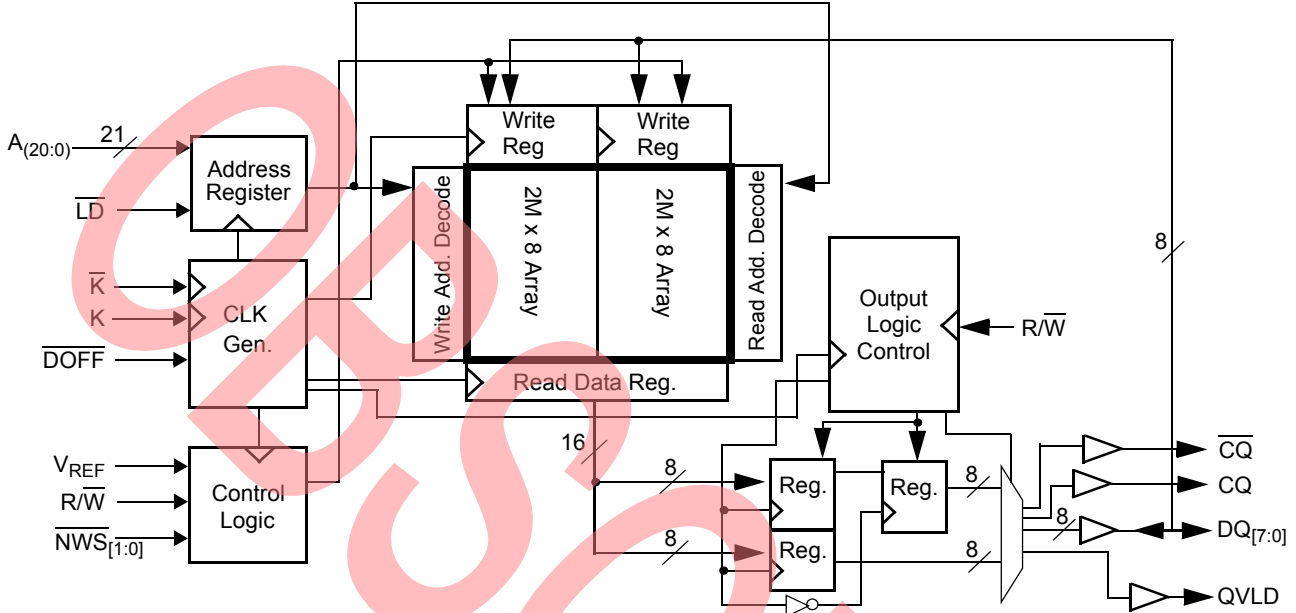 Write
Reg
Write
Reg
21
A(20:0)
Address
Register
LD
Write Add. Decode
2M x 8 Array
2M x 8 Array
Read Add. Decode
8
K
K
CLK
Gen.
DOFF
Output
Logic
Control
R/W
Read Data Reg.
16
VREF
R/W
NWS[1:0]
Control
Logic
8
Reg.
Reg.
8
CQ
CQ
8
DQ[7:0]
8
Reg.
8
QVLD
OBSO